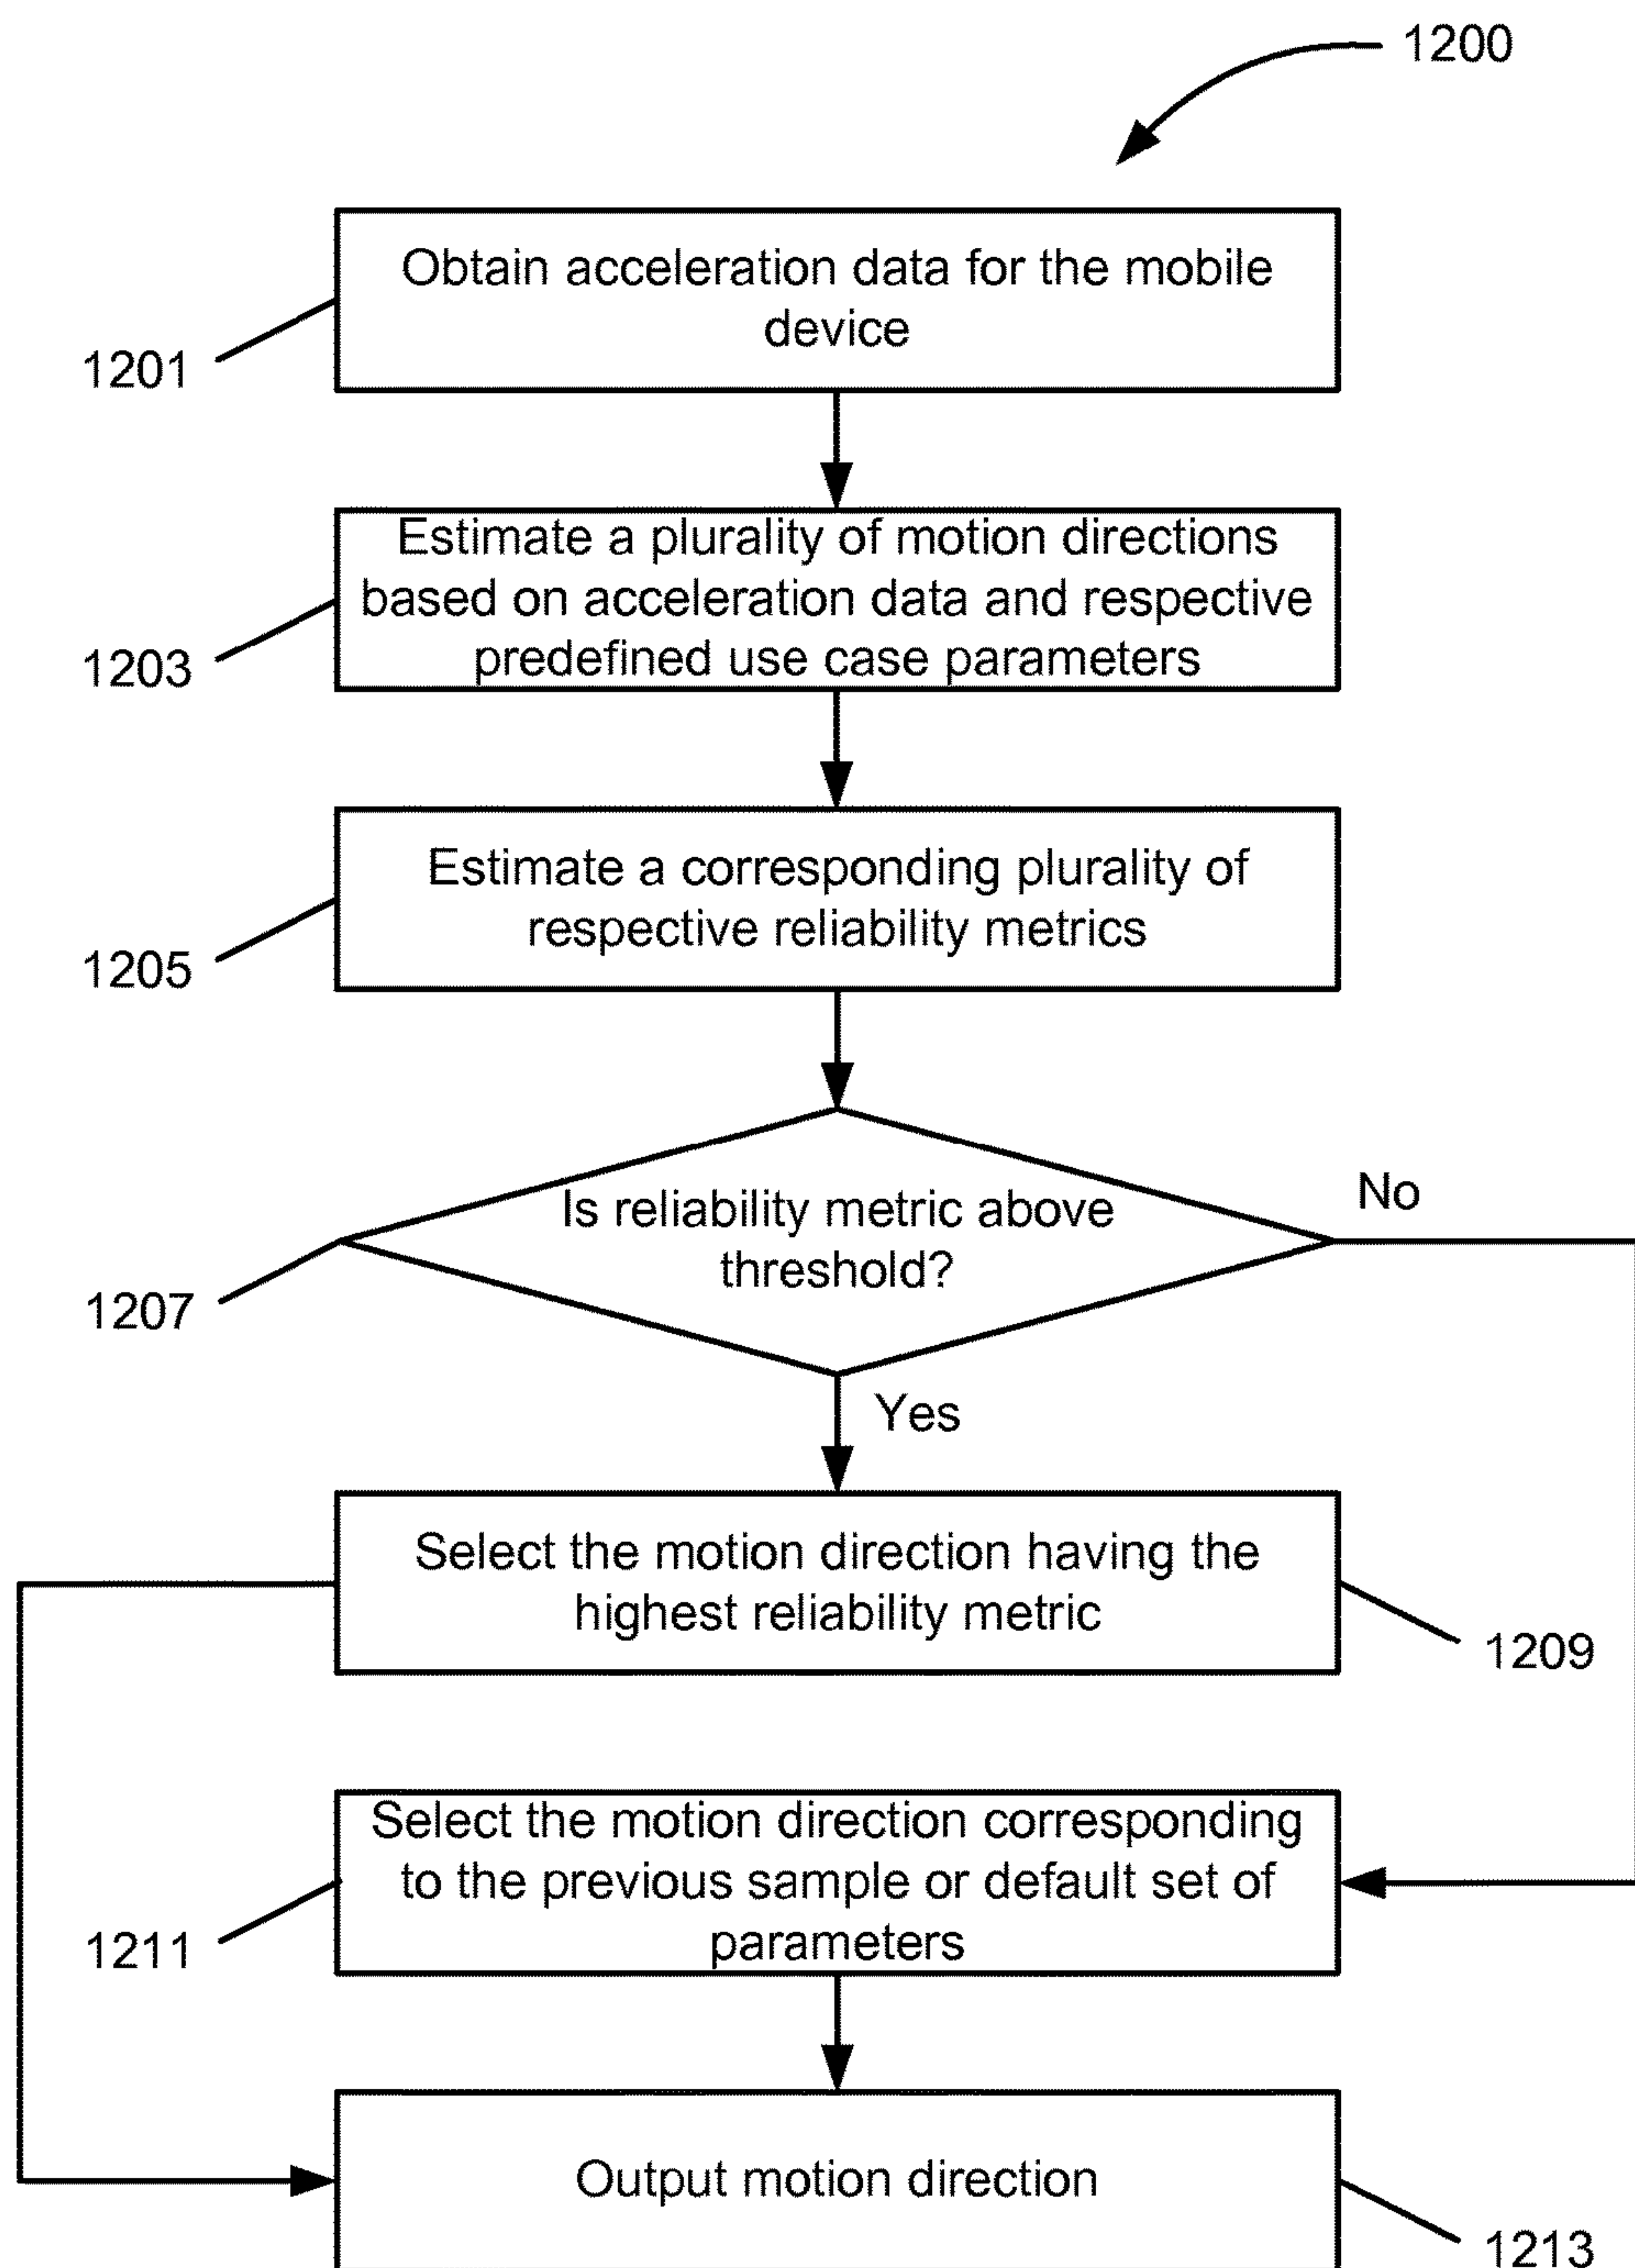 1200
Obtain acceleration data for the mobile
device
1201
Estimate a plurality of motion directions
based on acceleration data and respective
predefined use case parameters
1203
Estimate a corresponding plurality of
respective reliability metrics
1205
Is reliability metric above
threshold?
No
1207
Yes
Select the motion direction having the
highest reliability metric
1209
Select the motion direction corresponding
to the previous sample or default set of
parameters
1211
Output motion direction
1213